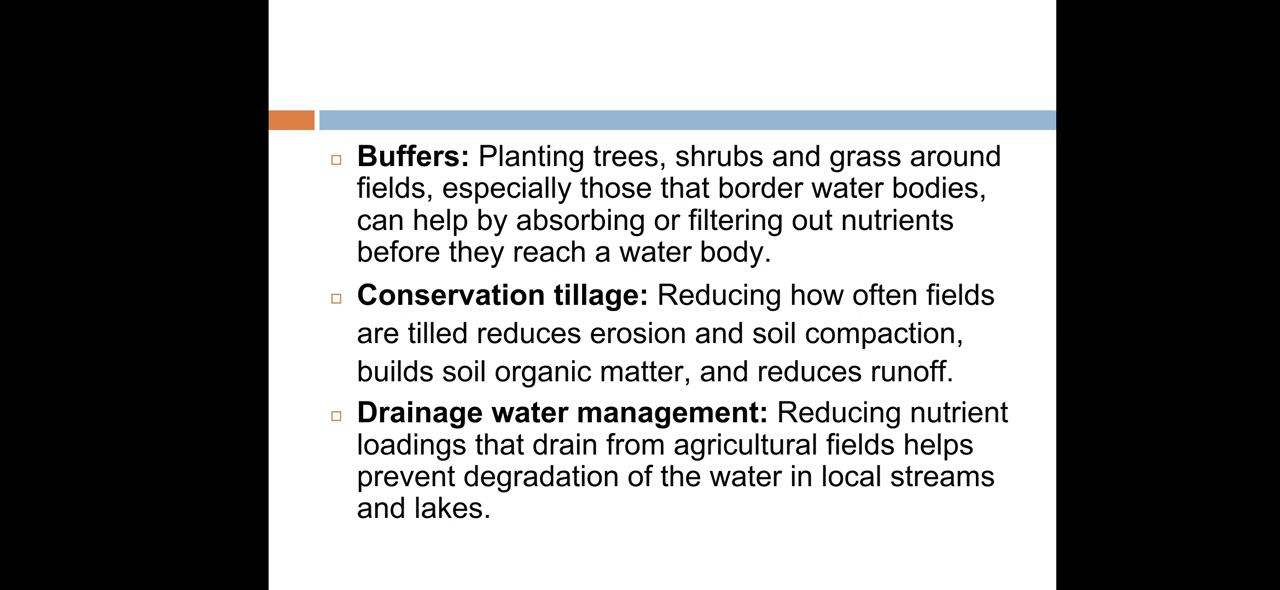 Buffers: Planting trees, shrubs and grass around
fields, especially those that border water bodies,
can help by absorbing or filtering out nutrients
before they reach a water body.
Conservation tillage: Reducing how often fields
are tilled reduces erosion and soil compaction,
builds soil organic matter, and reduces runoff.
Drainage water management: Reducing nutrient
loadings that drain from agricultural fields helps
prevent degradation of the water in local streams
and lakes.